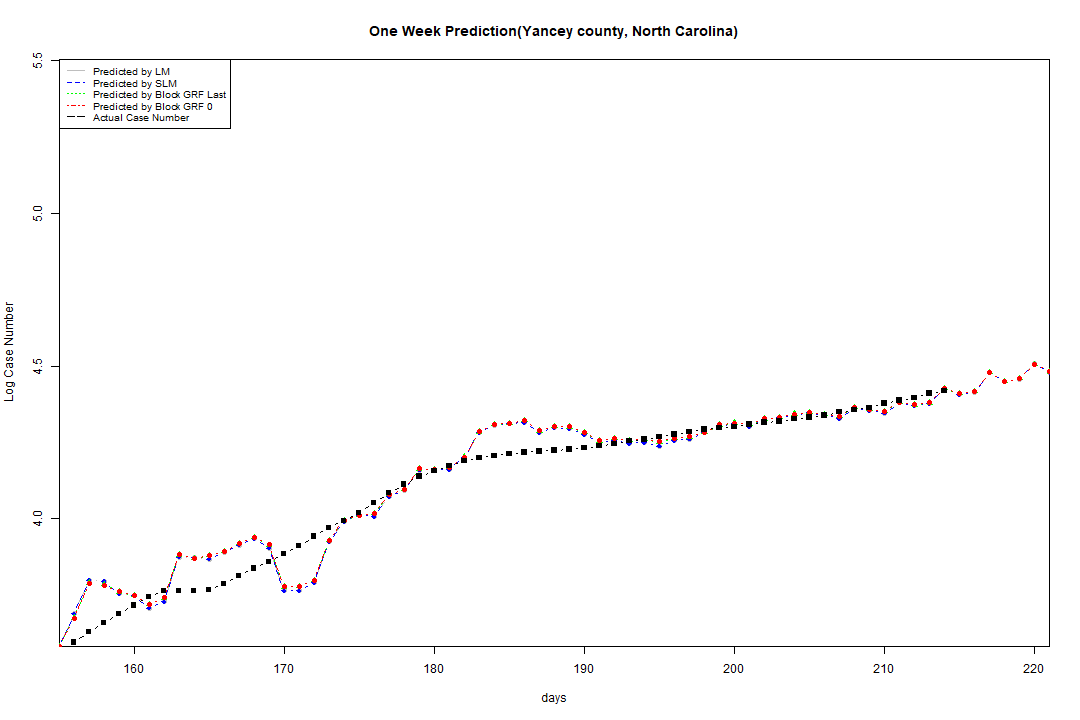 One Week Prediction(Yancey county, North Carolina)
Predicted by LM
Predicted by SLM
Predicted by Block GRF Last
Predicted by Block GRF 0
Actual Case Number
5.5
5.0
4.5
4.0
Log Case Number
160 170 180 190 200 210 220
days